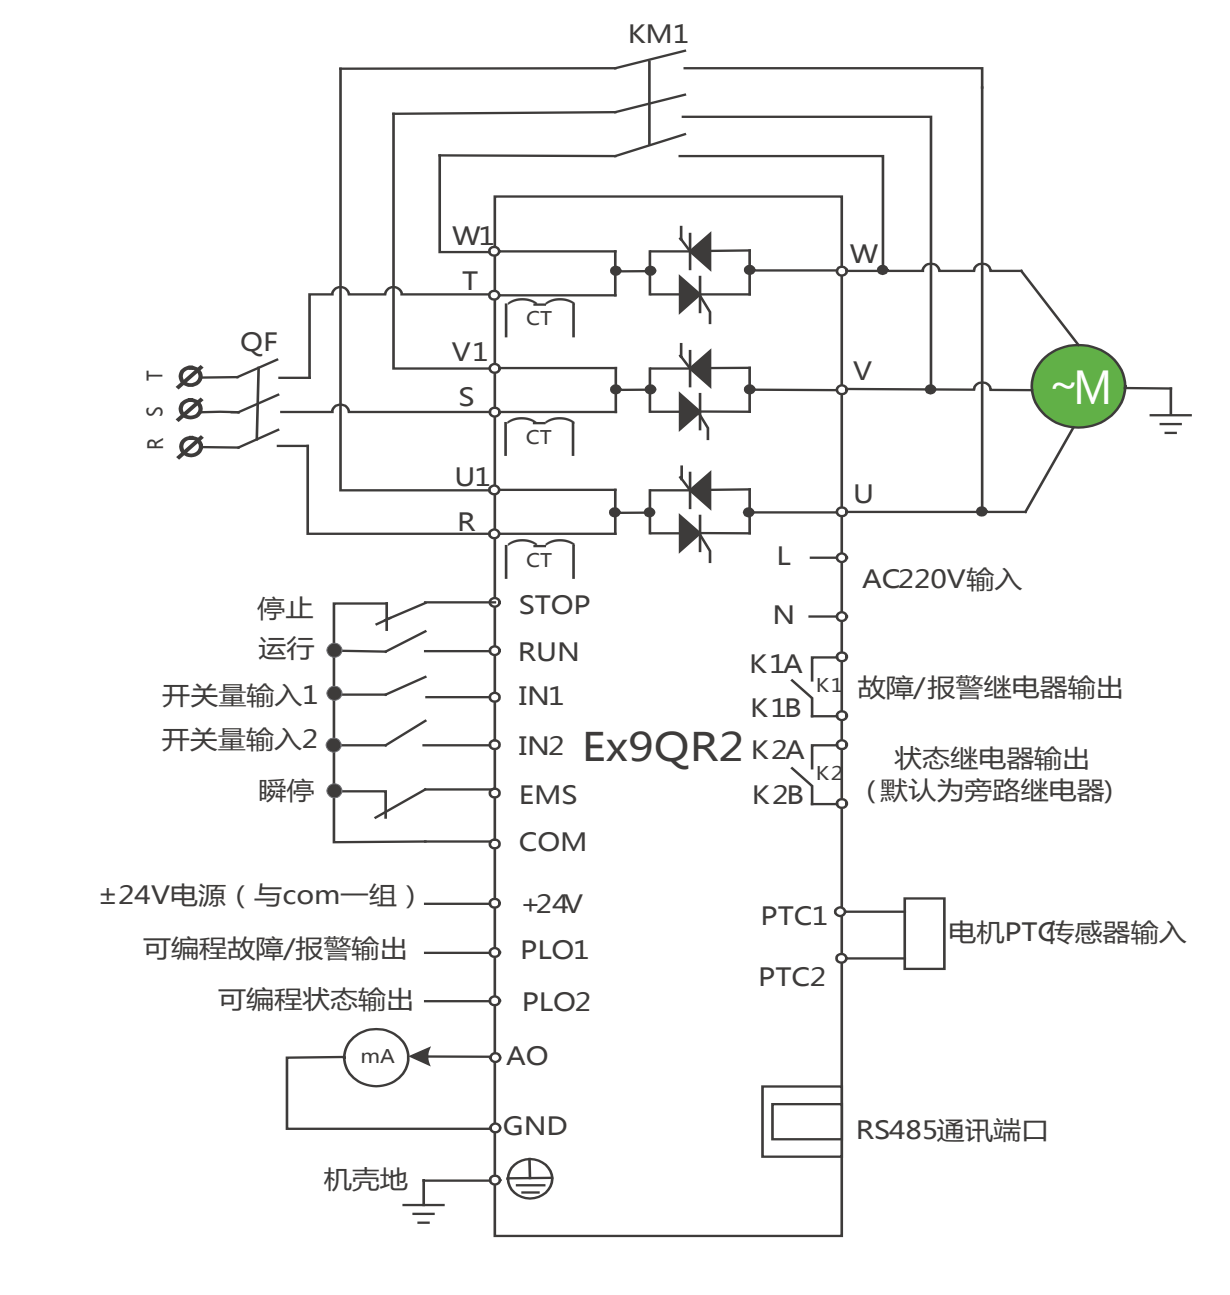 KM1
W1
W
T
CT
QF
V1
V
T
S
CT
~M
S
R
U1
U
R
CT
L
AC220V输入
N
停止
STOP
运行
RUN
K1A
K1
故障/报警继电器输出
开关量输入1
IN1
K1B
开关量输入2
IN2
Ex9QR2
K2A
K2
状态继电器输出
(默认为旁路继电器)
瞬停
EMS
K2B
COM
±24V电源（与com一组）
+24V
PTC1
电机PTC传感器输入
可编程故障/报警输出
PLO1
PTC2
可编程状态输出
PLO2
mA
AO
GND
RS485通讯端口
机壳地